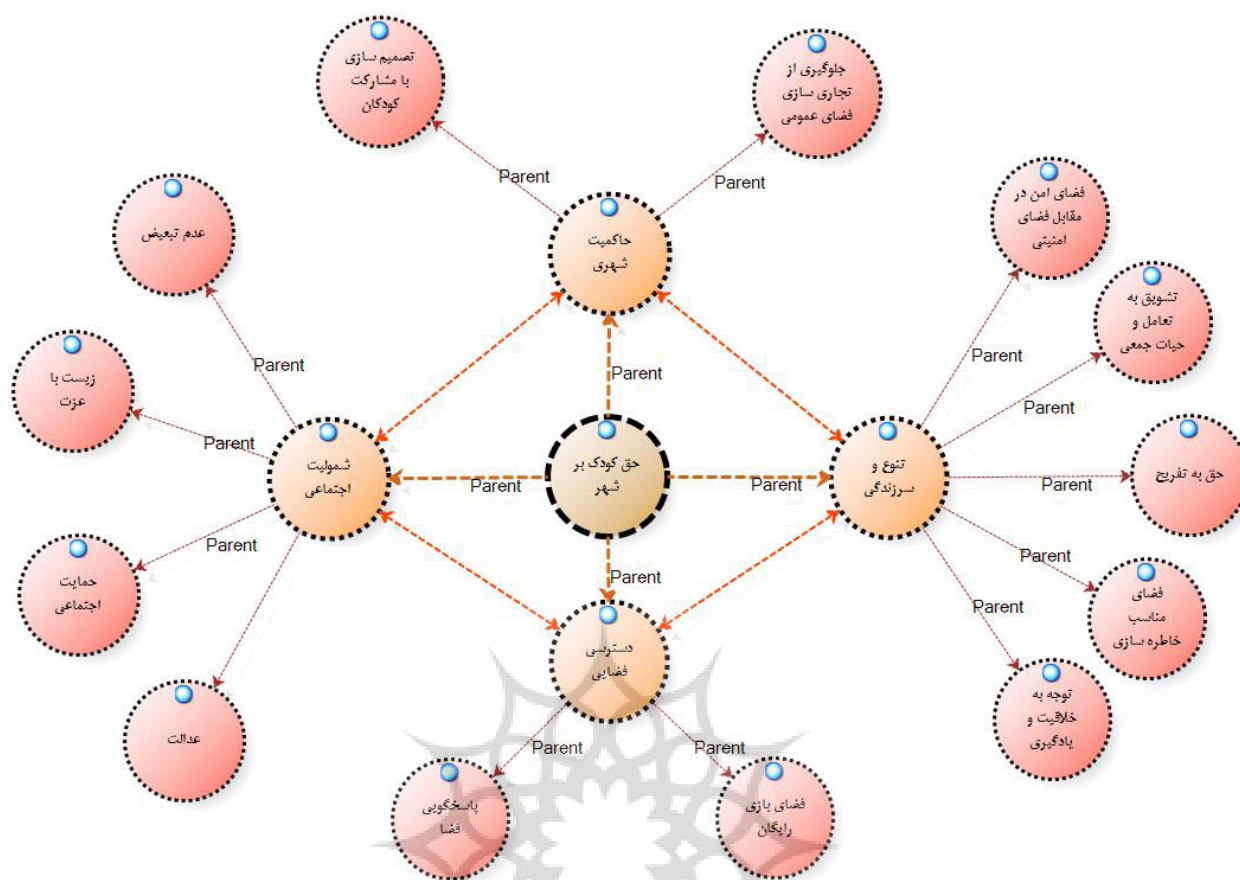 تصمیم سازی
با مشارکت
کودکان
جلوگیری از
تجاری سازی
فضای عمومی
Parent
Parent
عدم تبعیض
حاکمیت
شهری
فضای امن در
مقابل فضای
امنیتی
تشویق به
تعامل و
حیات جمعی
Parent
Parent
Parent
Parent
زیست با
عزت
Parent
شمولیت
اجتماعی
Parent
حق کودک بر
شهر
Parent
تنوع و
سرزندگی
Parent
حق به تفریح
حمایت
اجتماعی
Parent
Parent
Parent
Parent
فضای
مناسب
خاطره سازی
دسترسی
فضایی
توجه به
خلاقیت و
یادگیری
عدالت
Parent
Parent
پاسخگویی
فضا
فضای بازی
رایگان